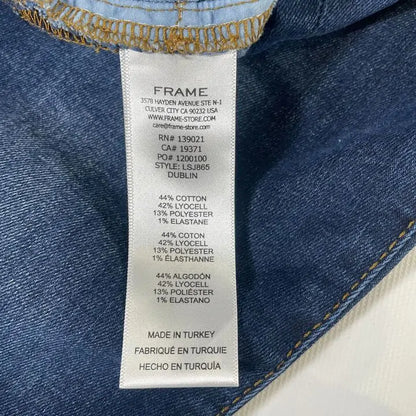 FRAME
3578 HAYDEN AVENUE STE N-1
CULVER CITY CA 90232 USA
WWW.FRAME-STORE.COM
care@frame-store.com
RN# 139021
CA# 19371
PO# 1200100
STYLE: LSJ865
DUBLIN
44% COTTON
42% LYOCELL
13% POLYESTER
1% ELASTANE
44% COTON
42% LYOCELL
13% POLYESTER
1% ÉLASTHANNE
44% ALGODÓN
42% LYOCELL
13% POLIÉSTER
1% ELASTANO
MADE IN TURKEY
FABRIQUÉ EN TURQUIE
HECHO EN TURQUÍA